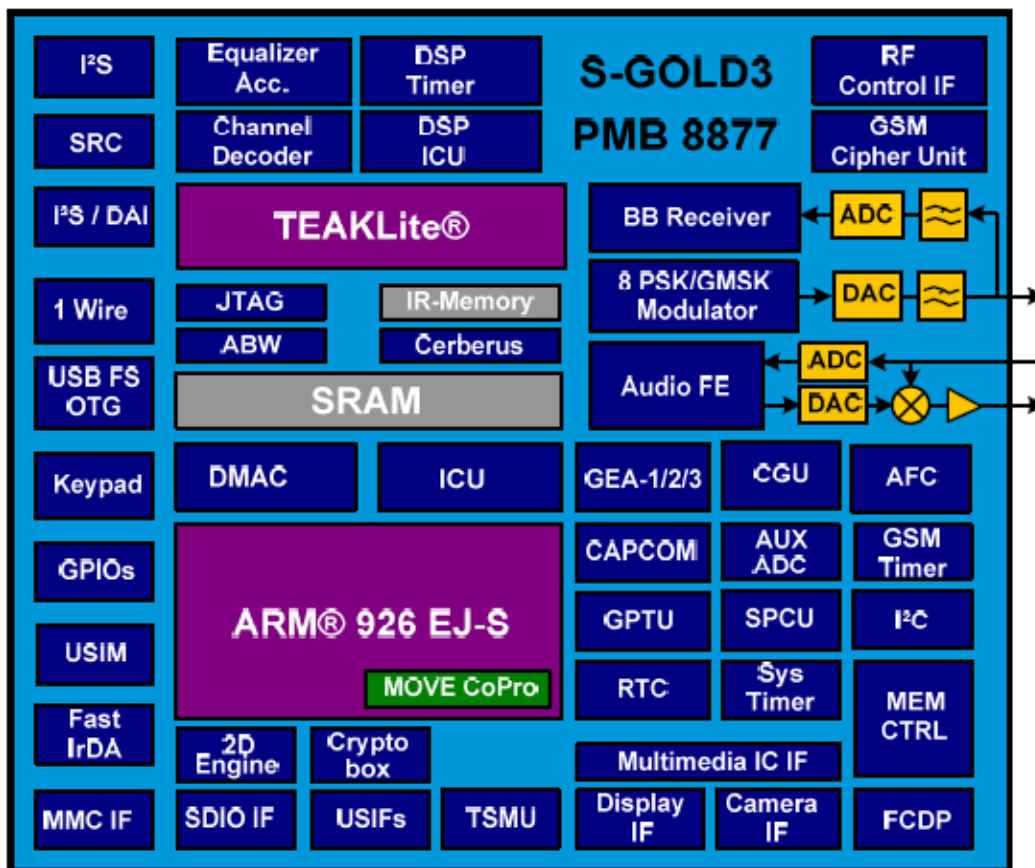 I²S
Equalizer
Acc.
DSP
Timer
S-GOLD3
RF
Control IF
SRC
Channel
Decoder
DSP
ICU
PMB 8877
GSM
Cipher Unit
I²S / DAI
TEAKLite®
BB Receiver
ADC
1 Wire
JTAG
IR-Memory
8 PSK/GMSK
Modulator
DAC
ABW
Cerberus
USB FS
OTG
SRAM
Audio FE
ADC
DAC
Keypad
DMAC
ICU
GEA-1/2/3
CGU
AFC
GPIOs
ARM® 926 EJ-S
MOVE CoPro
CAPCOM
AUX
ADC
GSM
Timer
USIM
GPTU
SPCU
I²C
RTC
Sys
Timer
MEM
CTRL
Fast
IrDA
2D
Engine
Crypto
box
Multimedia IC IF
MMC IF
SDIO IF
USIFs
TSMU
Display
IF
Camera
IF
FCDP